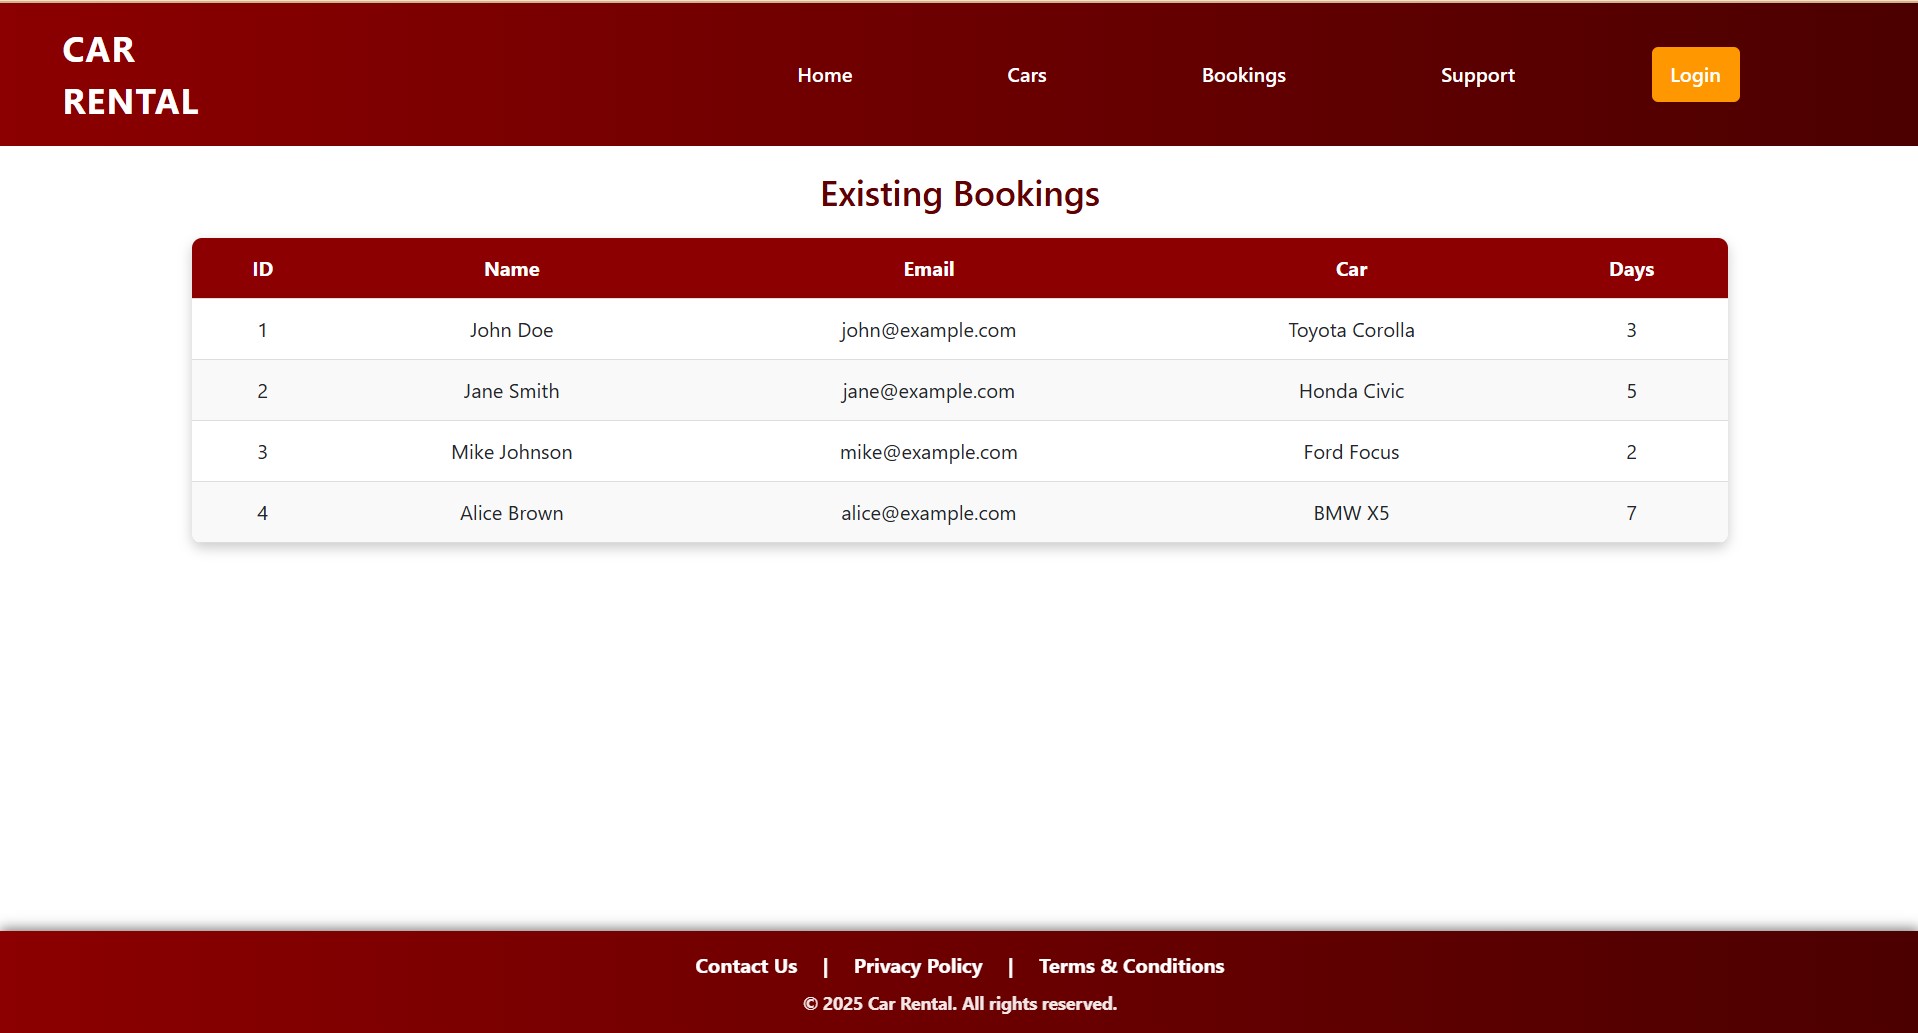 CAR
RENTAL
Home Cars Bookings Support Login
Existing Bookings
ID Name Email Car Days
1 John Doe john@example.com Toyota Corolla 3
2 Jane Smith jane@example.com Honda Civic 5
3 Mike Johnson mike@example.com Ford Focus 2
4 Alice Brown alice@example.com BMW X5 7
Contact Us | Privacy Policy | Terms & Conditions
© 2025 Car Rental. All rights reserved.